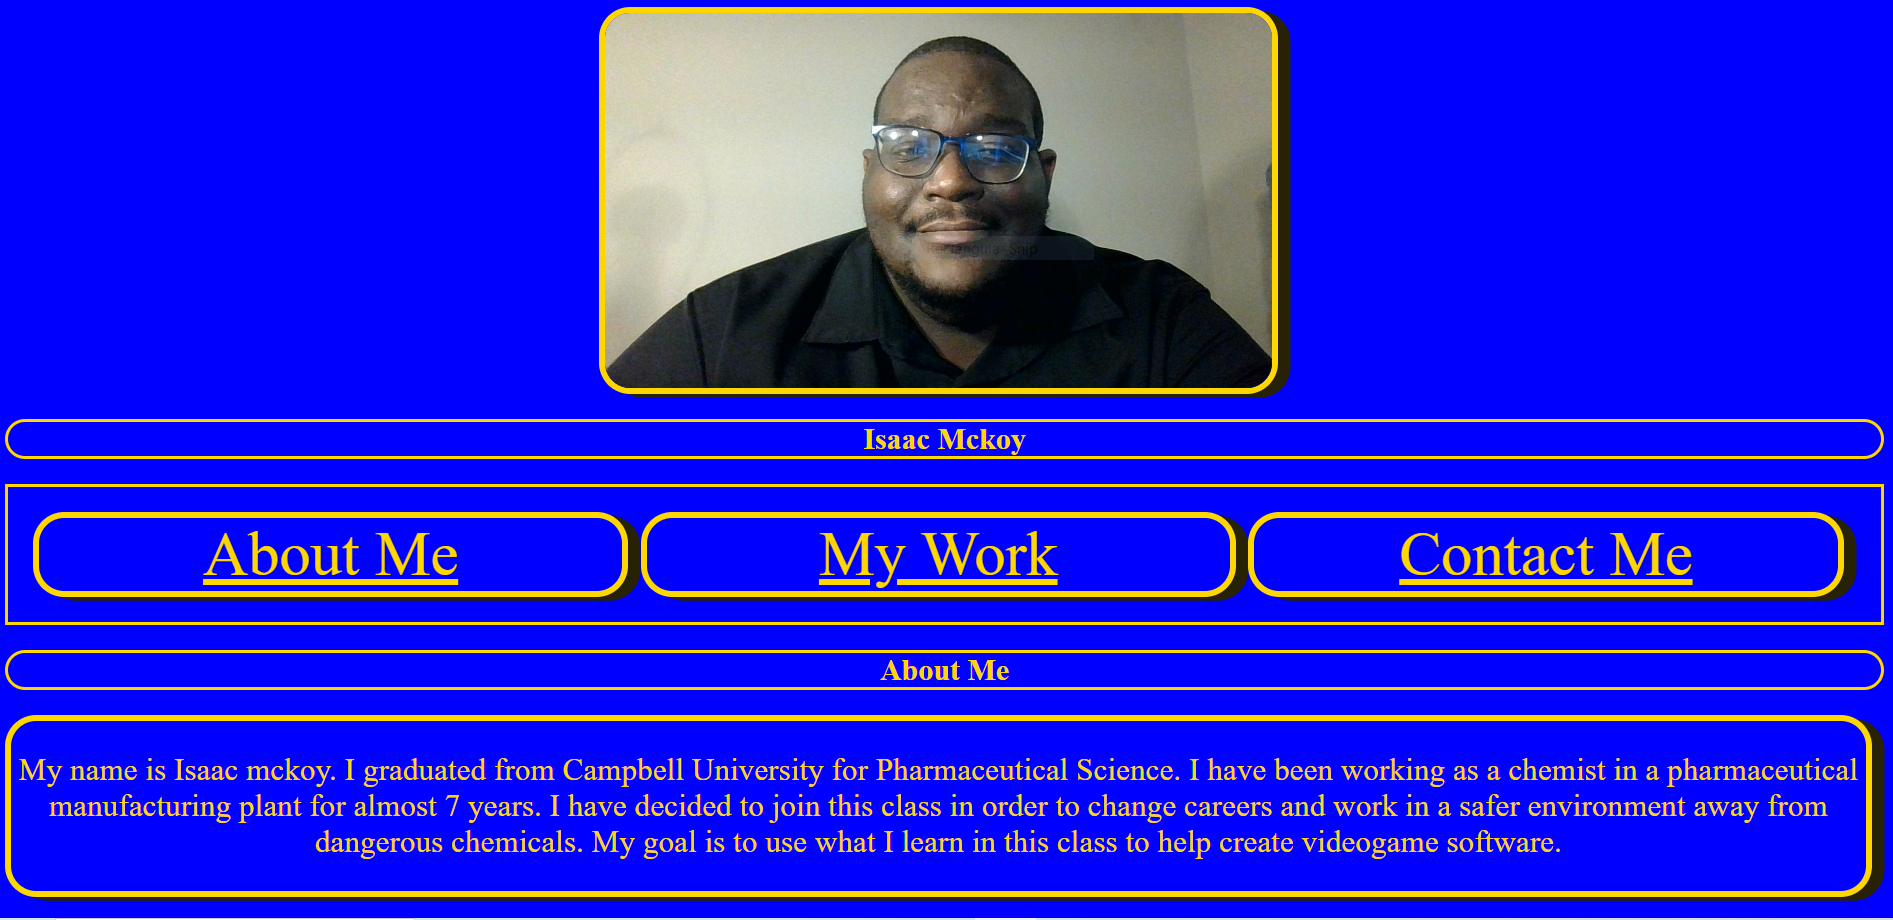 Isaac Mckoy
About Me
My Work
Contact Me
About Me
My name is Isaac mckoy. I graduated from Campbell University for Pharmaceutical Science. I have been working as a chemist in a pharmaceutical
manufacturing plant for almost 7 years. I have decided to join this class in order to change careers and work in a safer environment away from
dangerous chemicals. My goal is to use what I learn in this class to help create videogame software.